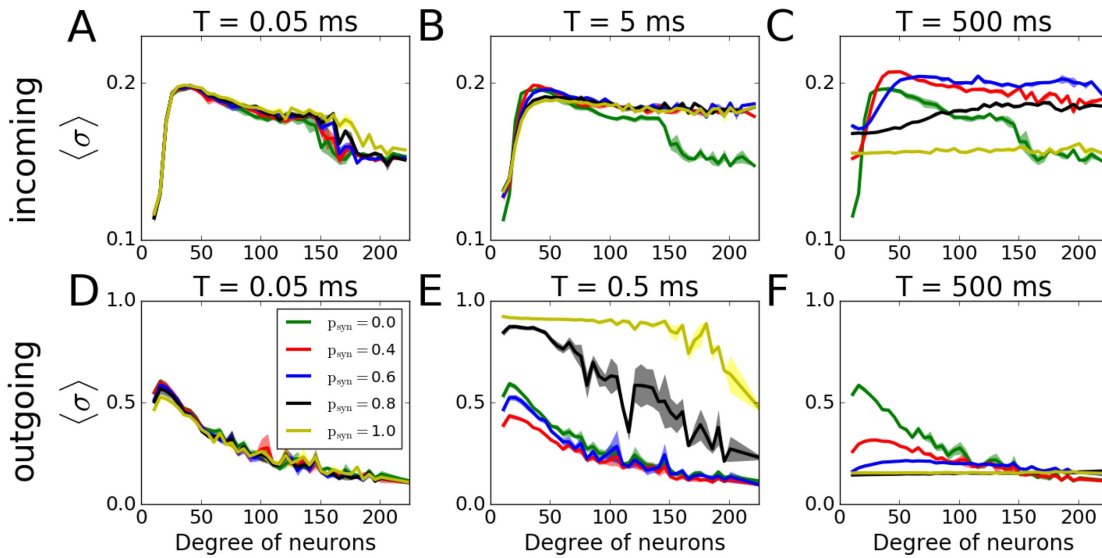 A T = 0.05 ms B T = 5 ms C T = 500 ms
incoming
⟨σ⟩
0.2 0.2 0.2
0.1 0.1 0.1
0 50 100 150 200 0 50 100 150 200 0 50 100 150 200
D T = 0.05 ms E T = 0.5 ms F T = 500 ms
outgoing
⟨σ⟩
1.0 1.0 1.0
0.5 0.5 0.5
0.0 0.0 0.0
p_syn = 0.0
p_syn = 0.4
p_syn = 0.6
p_syn = 0.8
p_syn = 1.0
0 50 100 150 200 0 50 100 150 200 0 50 100 150 200
Degree of neurons Degree of neurons Degree of neurons